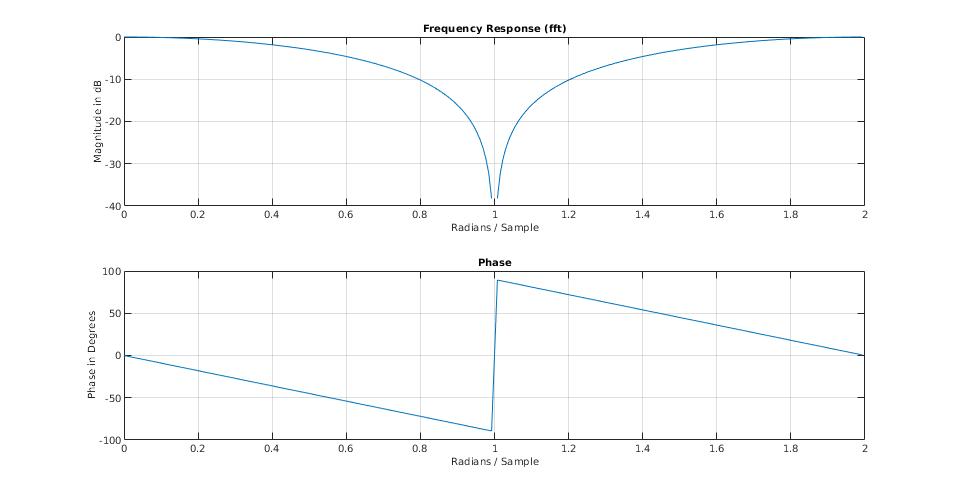 Frequency Response (fft)
0
-10
-20
-30
-40
Magnitude in dB
0 0.2 0.4 0.6 0.8 1 1.2 1.4 1.6 1.8 2
Radians / Sample
Phase
100
50
0
-50
-100
Phase in Degrees
0 0.2 0.4 0.6 0.8 1 1.2 1.4 1.6 1.8 2
Radians / Sample